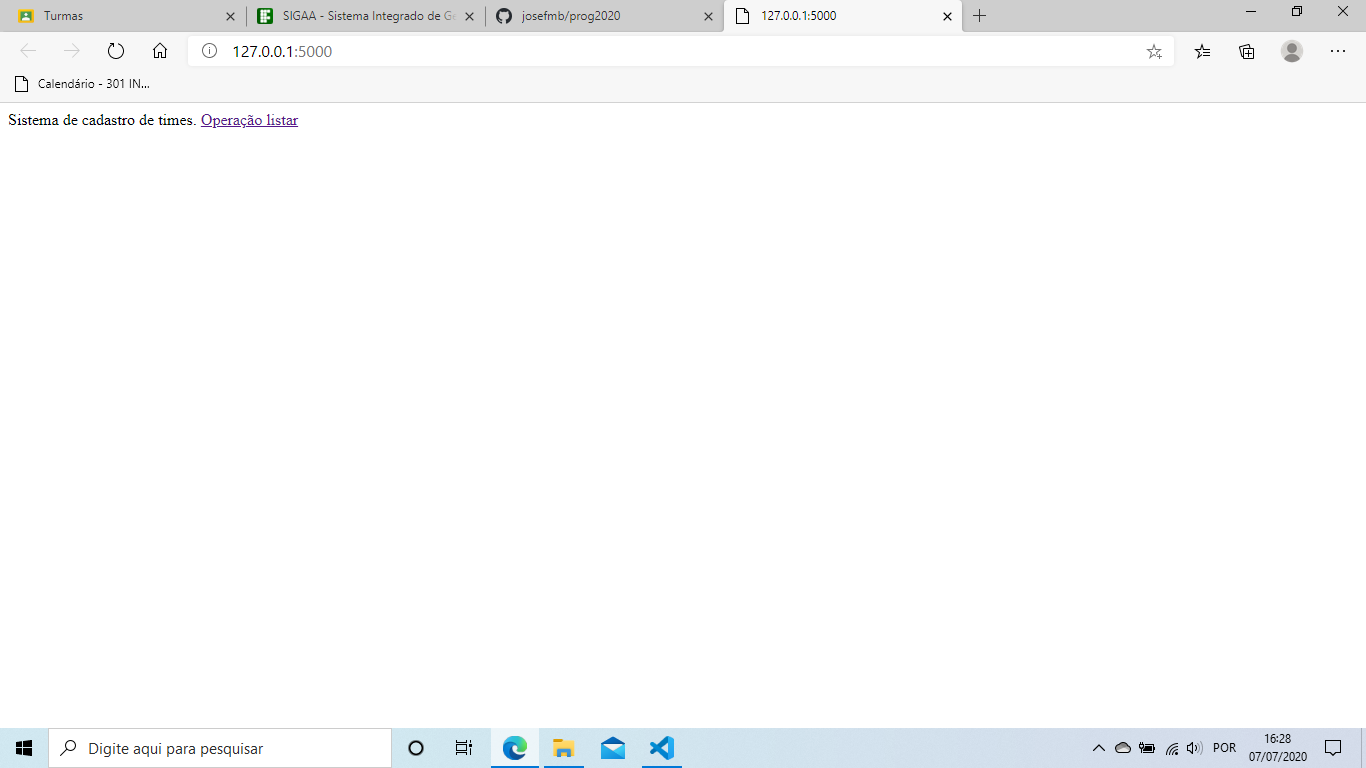 Turmas
SIGAA - Sistema Integrado de Ge
josefmb/prog2020
127.0.0.1:5000
127.0.0.1:5000
Calendário - 301 IN...
Sistema de cadastro de times. Operação listar
Digite aqui para pesquisar
POR
16:28
07/07/2020